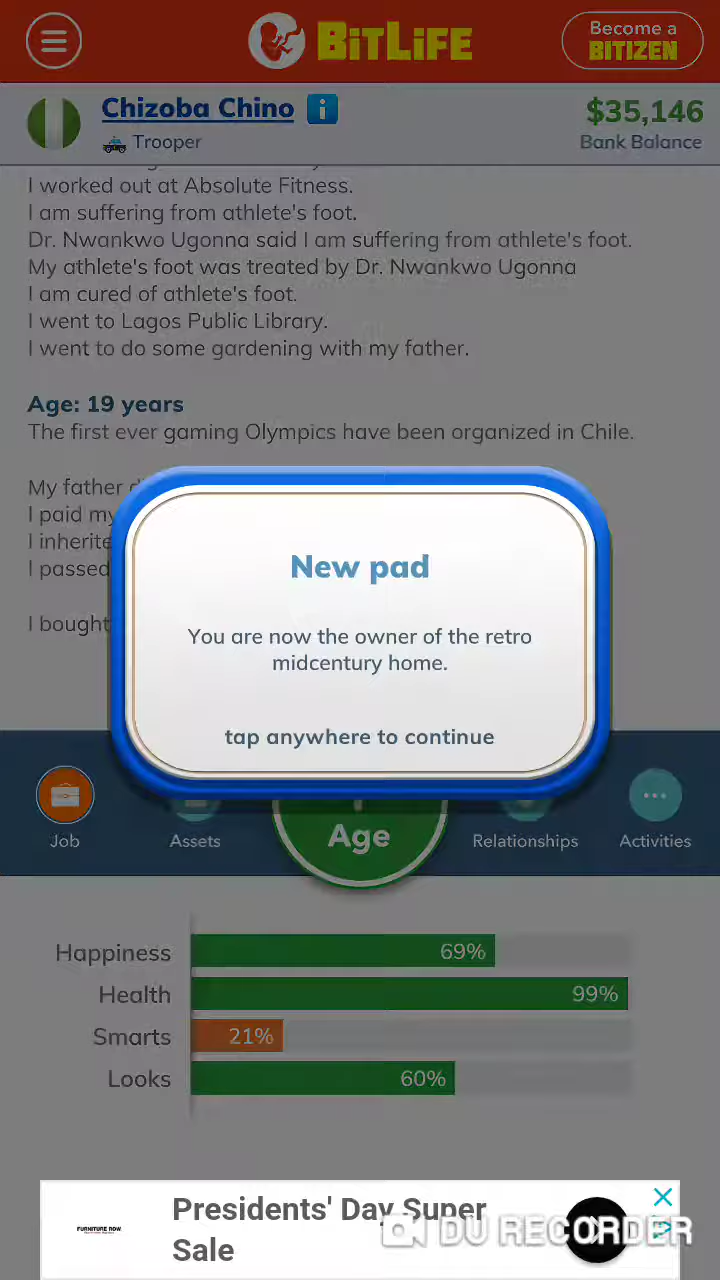 BitLife
Become a
BITIZEN
Chizoba Chino i
$35,146
Trooper
Bank Balance
I worked out at Absolute Fitness.
I am suffering from athlete's foot.
Dr. Nwankwo Ugonna said I am suffering from athlete's foot.
My athlete's foot was treated by Dr. Nwankwo Ugonna
I am cured of athlete's foot.
I went to Lagos Public Library.
I went to do some gardening with my father.
Age: 19 years
The first ever gaming Olympics have been organized in Chile.
My father
I paid my
I inherite
I passed
I bought
New pad
You are now the owner of the retro
midcentury home.
tap anywhere to continue
Job
Assets
Age
Relationships
Activities
Happiness 69%
Health 99%
Smarts 21%
Looks 60%
FURNITURE ROW
Presidents' Day Super
Sale
DU RECORDER